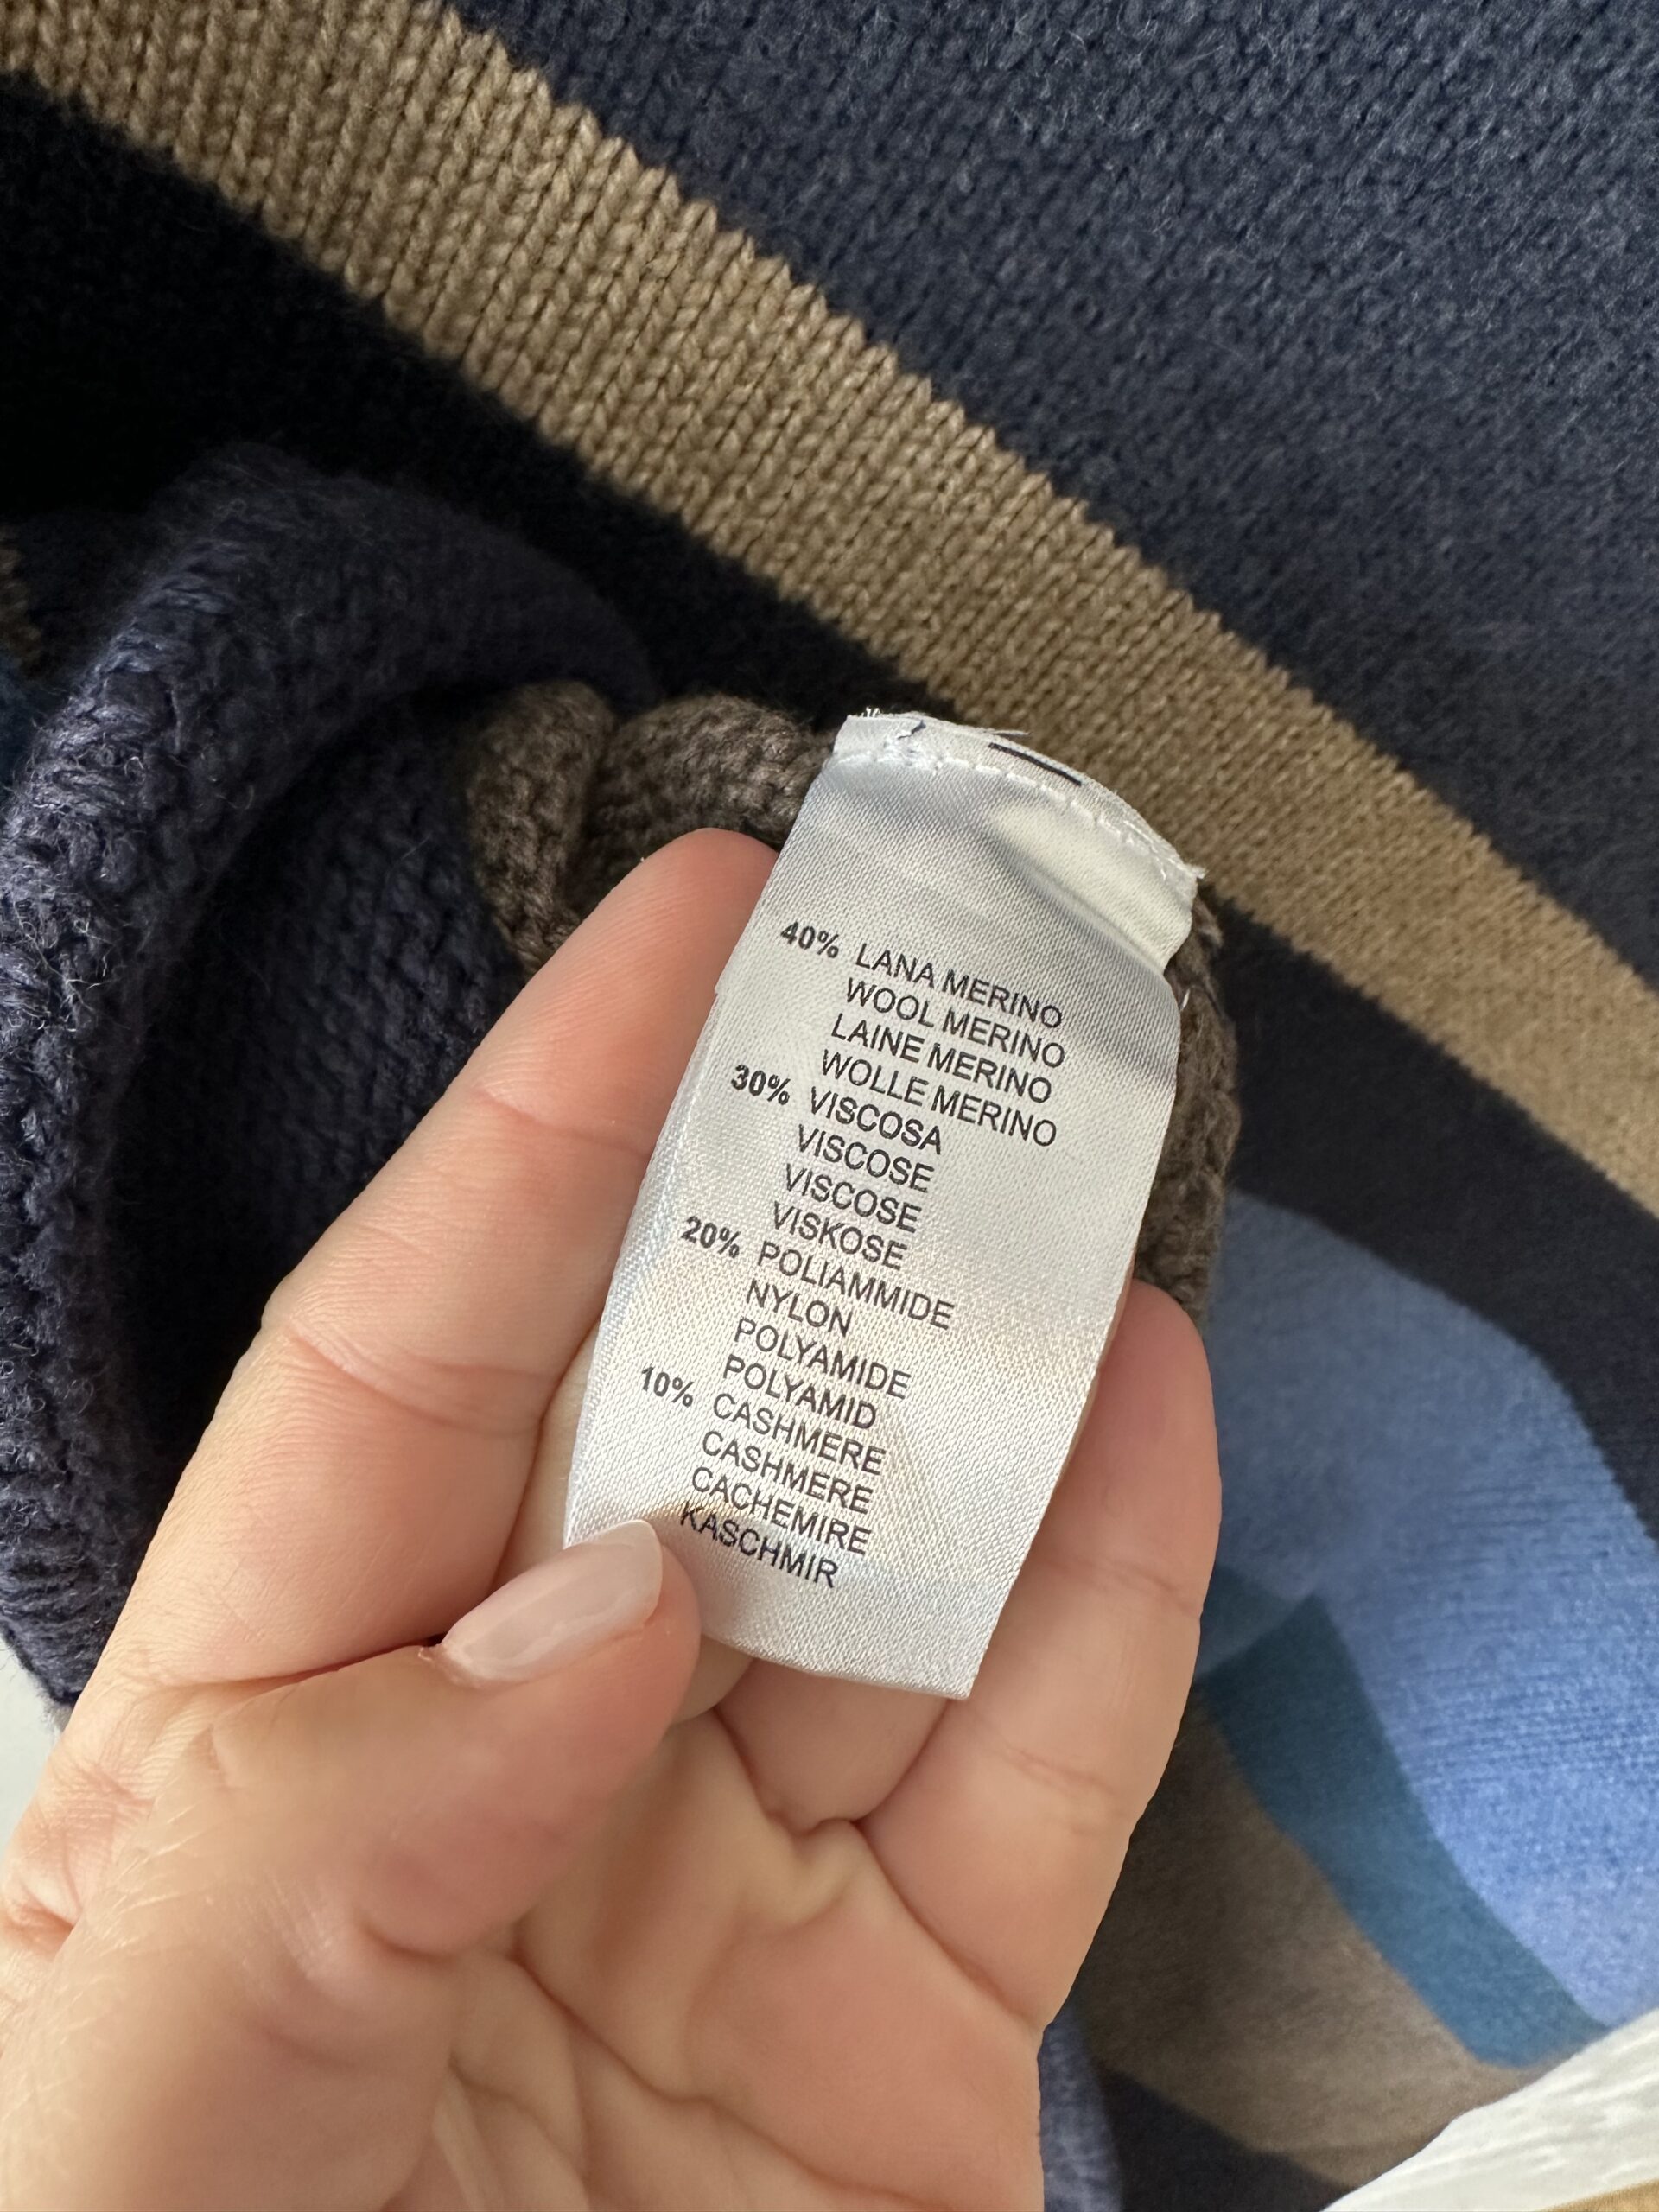 40% LANA MERINO
WOOL MERINO
LAINE MERINO
WOLLE MERINO
30% VISCOSA
VISCOSE
VISCOSE
VISKOSE
20% POLIAMMIDE
NYLON
POLYAMIDE
POLYAMID
10% CASHMERE
CASHMERE
CACHEMIRE
KASCHMIR